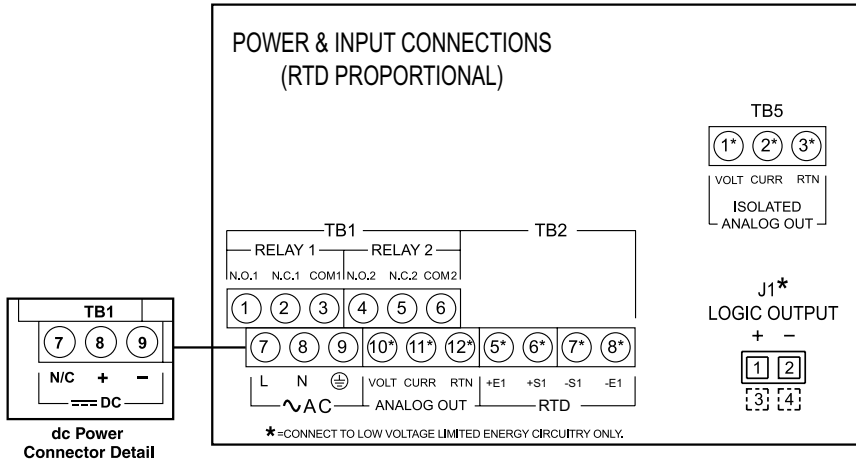 POWER & INPUT CONNECTIONS
(RTD PROPORTIONAL)
TB5
1* 2* 3*
VOLT CURR RTN
ISOLATED
ANALOG OUT
TB1 TB2
RELAY 1 RELAY 2
N.O.1 N.C.1 COM1 N.O.2 N.C.2 COM2
1 2 3 4 5 6
7 8 9 10* 11* 12* 5* 6* 7* 8*
L N VOLT CURR RTN +E1 +S1 -S1 -E1
∿AC ANALOG OUT RTD
*=CONNECT TO LOW VOLTAGE LIMITED ENERGY CIRCUITRY ONLY.
J1*
LOGIC OUTPUT
+ −
1 2
3 4
TB1
7 8 9
N/C + −
DC
dc Power
Connector Detail